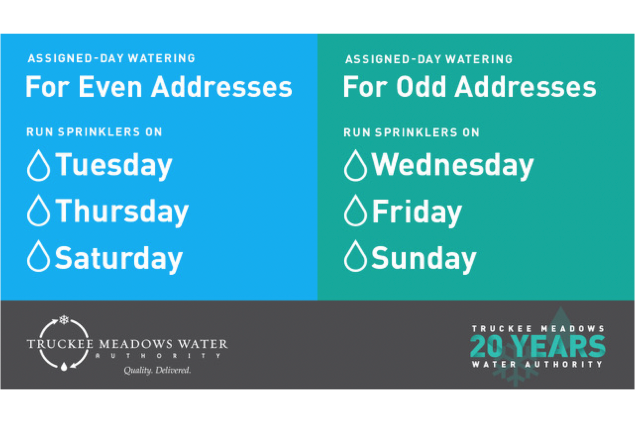 ASSIGNED-DAY WATERING
For Even Addresses
RUN SPRINKLERS ON
Tuesday
Thursday
Saturday
ASSIGNED-DAY WATERING
For Odd Addresses
RUN SPRINKLERS ON
Wednesday
Friday
Sunday
TRUCKEE MEADOWS WATER
AUTHORITY
Quality. Delivered.
TRUCKEE MEADOWS
20 YEARS
WATER AUTHORITY